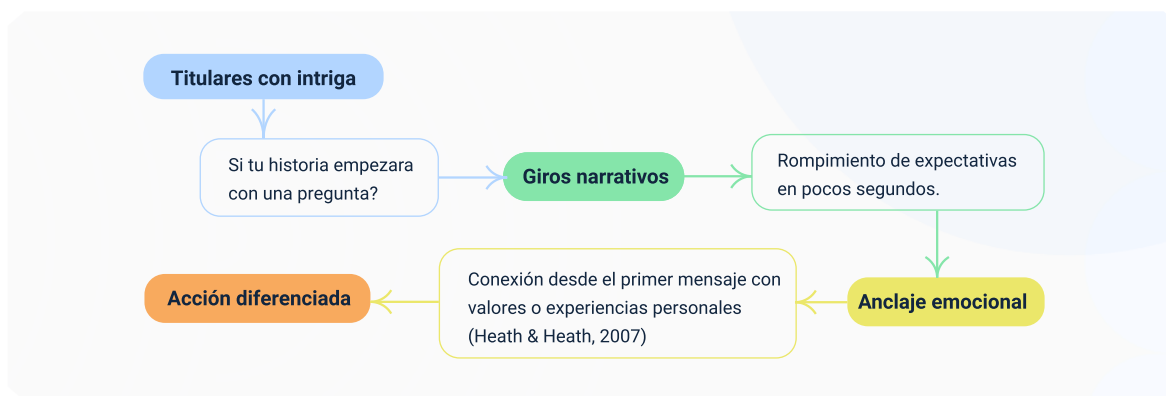 Titulares con intriga
Si tu historia empezara
con una pregunta?
Giros narrativos
Rompimiento de expectativas
en pocos segundos.
Anclaje emocional
Conexión desde el primer mensaje con
valores o experiencias personales
(Heath & Heath, 2007)
Acción diferenciada